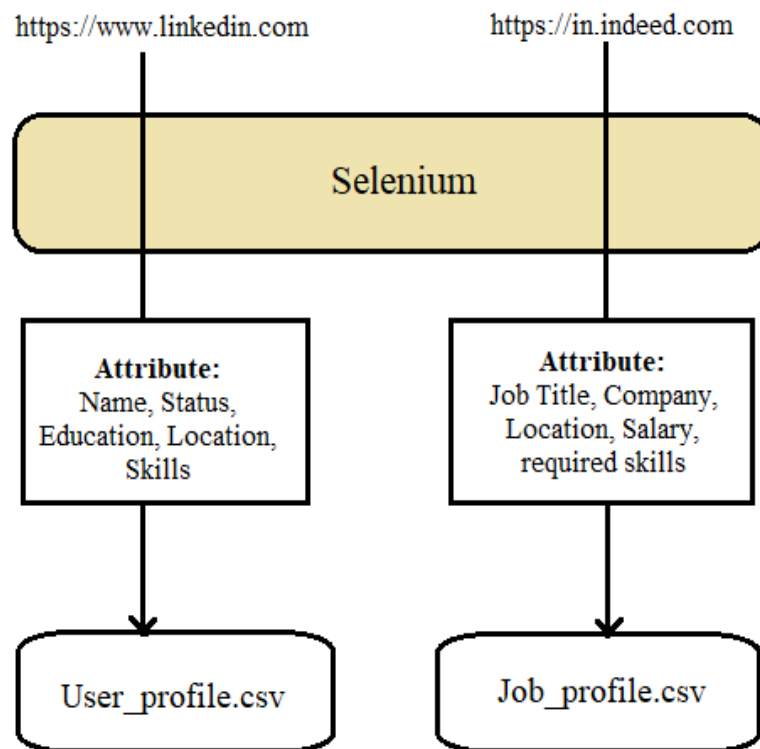 https://www.linkedin.com
https://in.indeed.com
Selenium
Attribute:
Name, Status,
Education, Location,
Skills
Attribute:
Job Title, Company,
Location, Salary,
required skills
User_profile.csv
Job_profile.csv